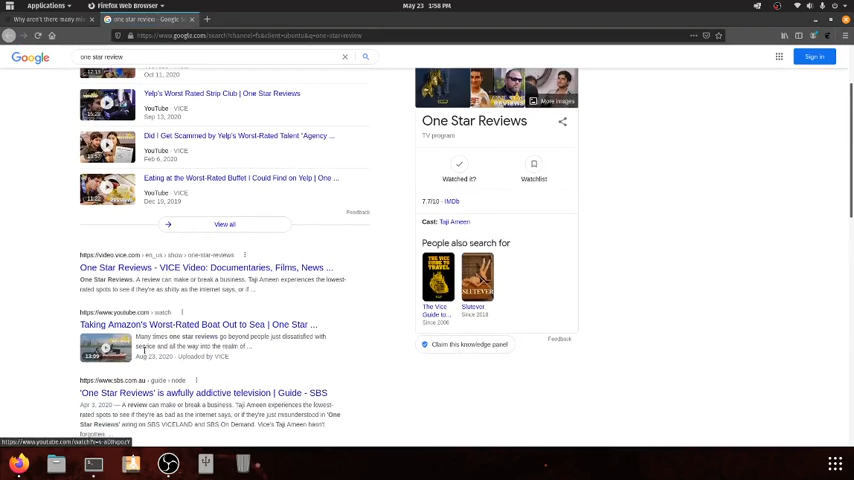 Applications
Firefox Web Browser
May 23 1:58 PM
Why aren't there many mi
one star review - Google S
https://www.google.com/search?channel=fs&client=ubuntu&q=one+star+review
Google
one star review
Sign in
12:13
Oct 11, 2020
15:23
Yelp's Worst Rated Strip Club | One Star Reviews
YouTube · VICE
Apr 13, 2020
Did I Get Scammed by Yelp's Worst-Rated Talent "Agency ...
YouTube · VICE
Feb 6, 2020
Eating at the Worst-Rated Buffet I Could Find on Yelp | One ...
11:22
YouTube · VICE
Dec 19, 2019
Feedback
View all
https://video.vice.com › en_us › show › one-star-reviews
One Star Reviews - VICE Video: Documentaries, Films, News ...
One Star Reviews. A review can make or break a business. Taji Ameen experiences the lowest-
rated spots to see if they're as shitty as the internet says, or if ...
https://www.youtube.com › watch
Taking Amazon's Worst-Rated Boat Out to Sea | One Star ...
Many times one star reviews go beyond people just dissatisfied with
service and all the way into the realm of ...
13:09
Aug 23, 2020 · Uploaded by VICE
https://www.sbs.com.au › guide › node
'One Star Reviews' is awfully addictive television | Guide - SBS
Apr 3, 2020 — A review can make or break a business. Taji Ameen experiences the lowest-
rated spots to see if they're as bad as the internet says, or if they're just misunderstood in 'One
Star Reviews' airing on SBS VICELAND and SBS On Demand. Vice's Taji Ameen hasn't
forgotten
More images
One Star Reviews
TV program
Watched it?
Watchlist
7.7/10 · IMDb
Cast: Taji Ameen
People also search for
The Vice
Guide to...
Since 2006
Slutever
Since 2018
Feedback
Claim this knowledge panel